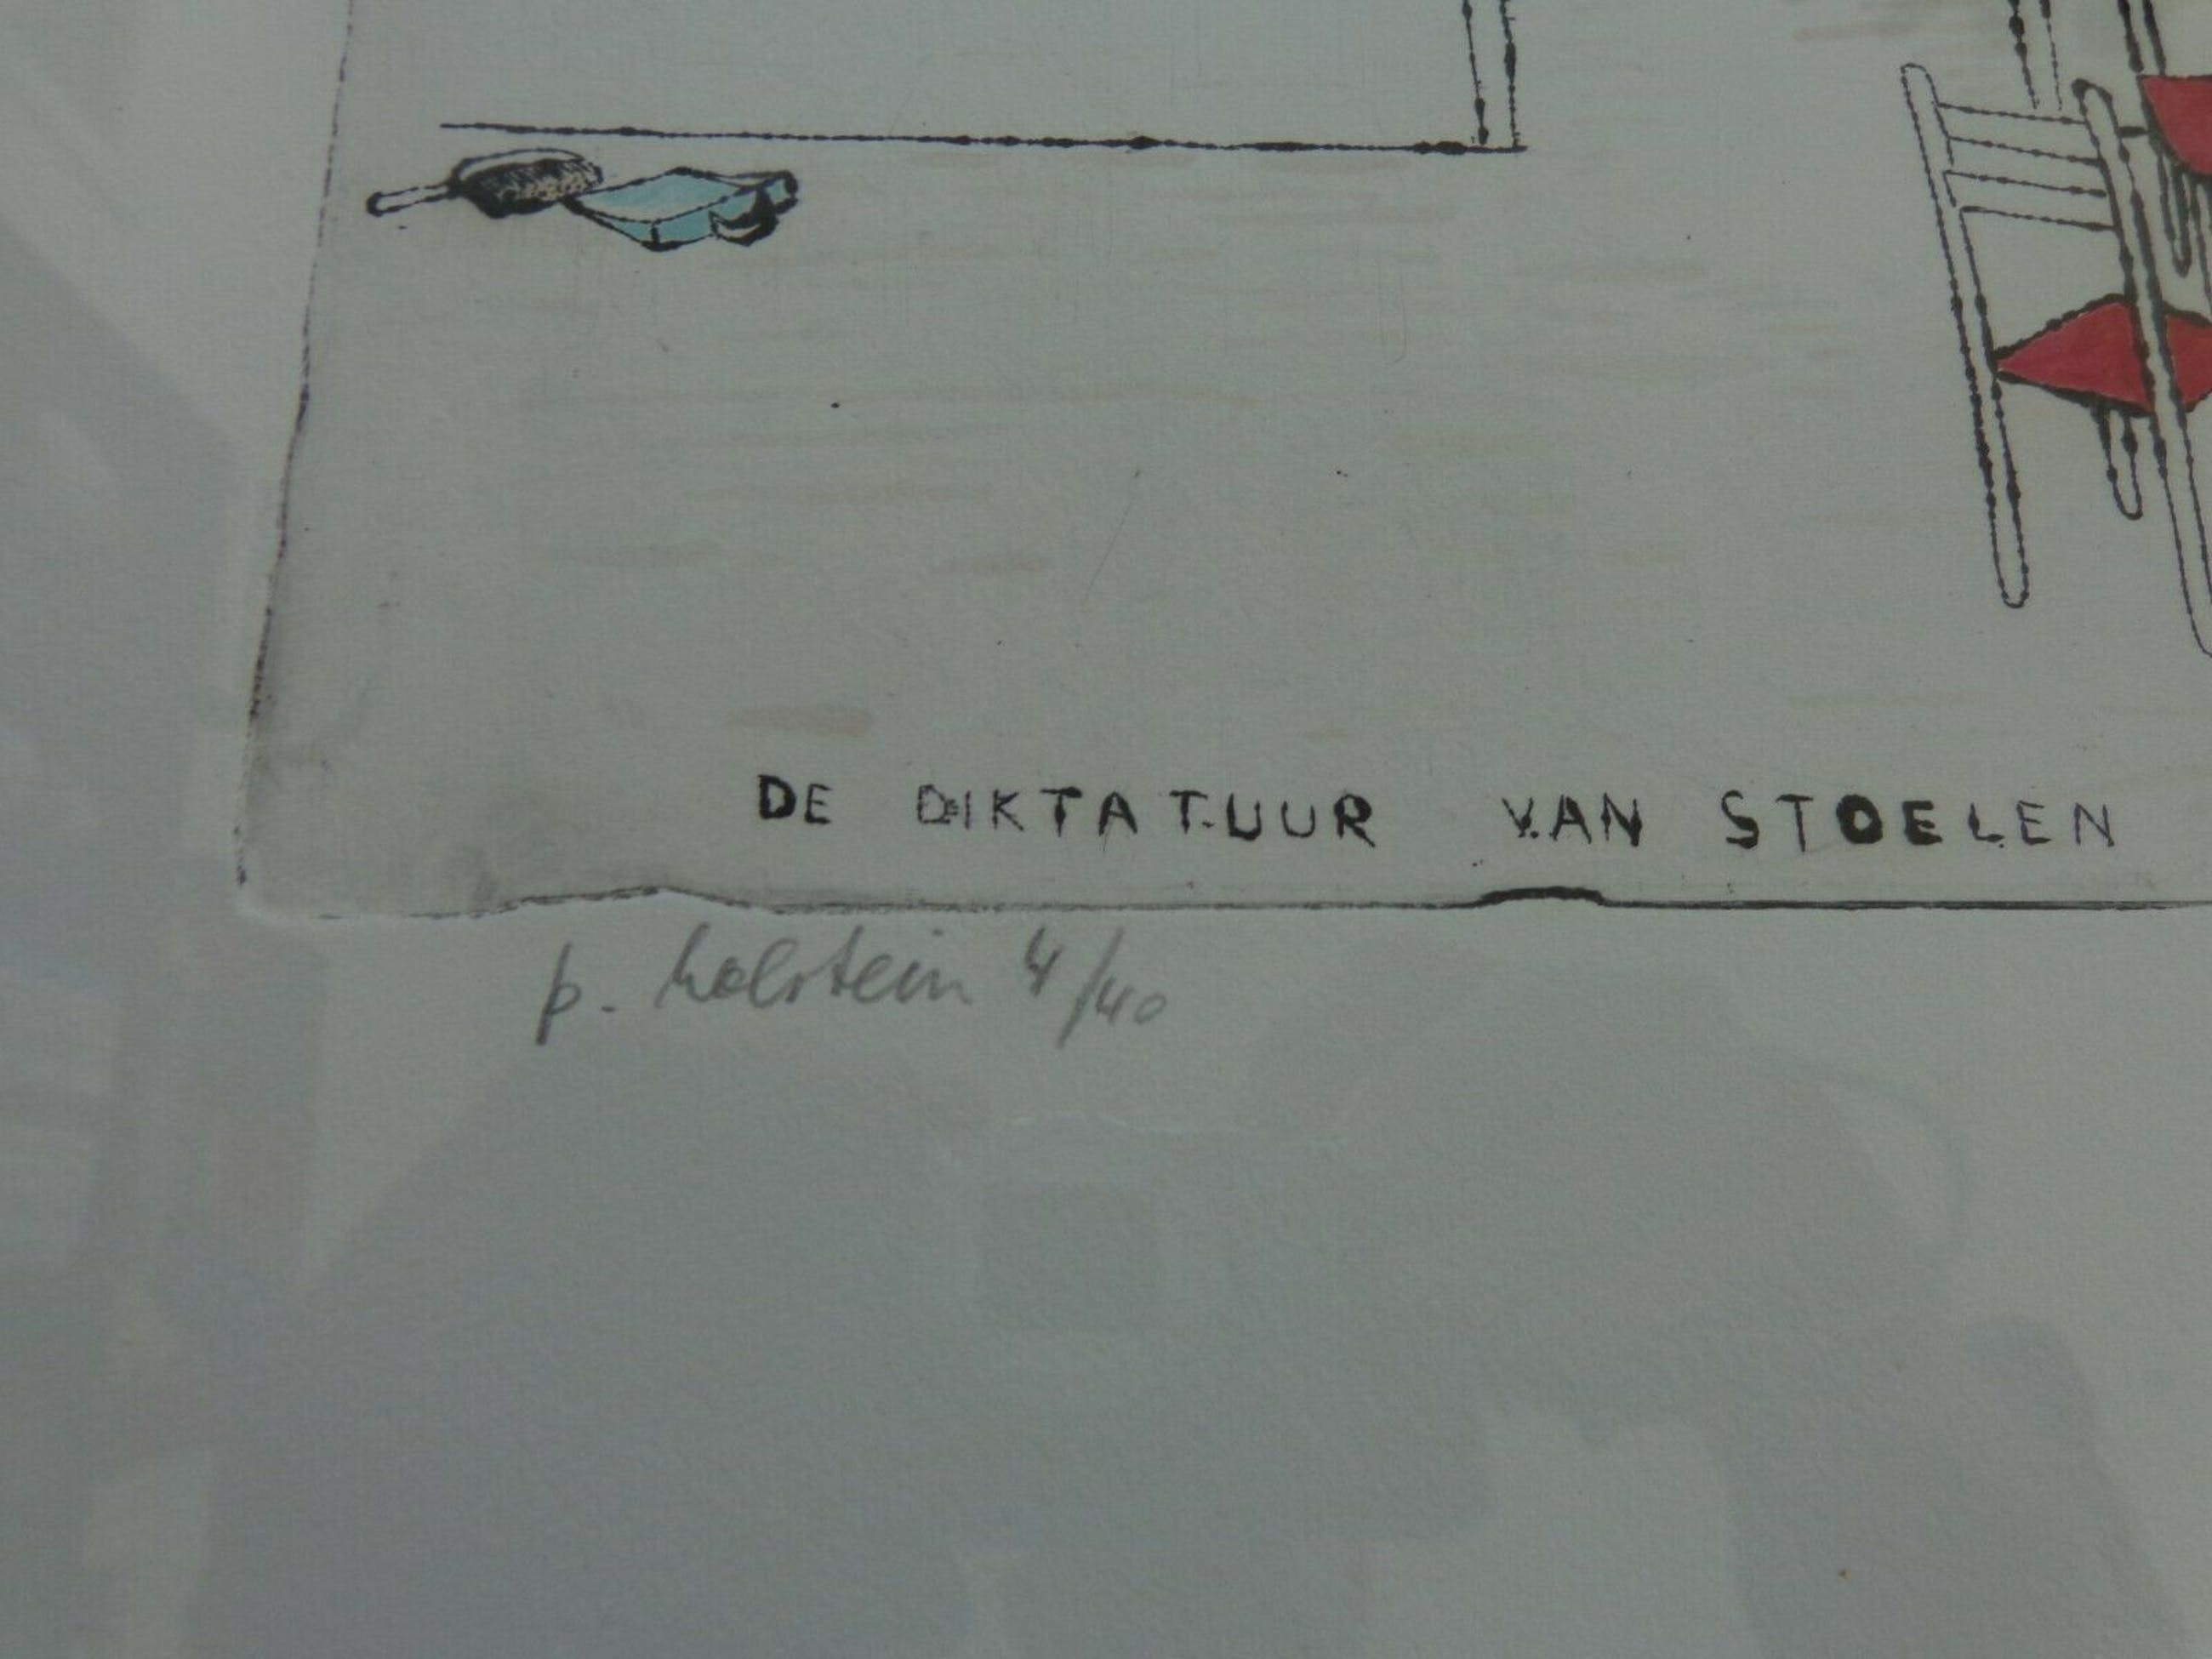 DE DIKTATUUR VAN STOELEN
p. holstein 4/40